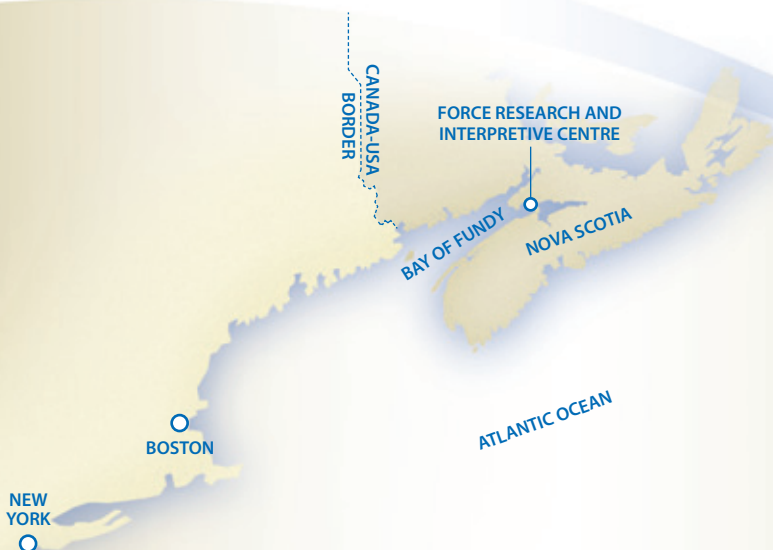 CANADA-USA
BORDER
FORCE RESEARCH AND
INTERPRETIVE CENTRE
BAY OF FUNDY
NOVA SCOTIA
ATLANTIC OCEAN
BOSTON
NEW
YORK